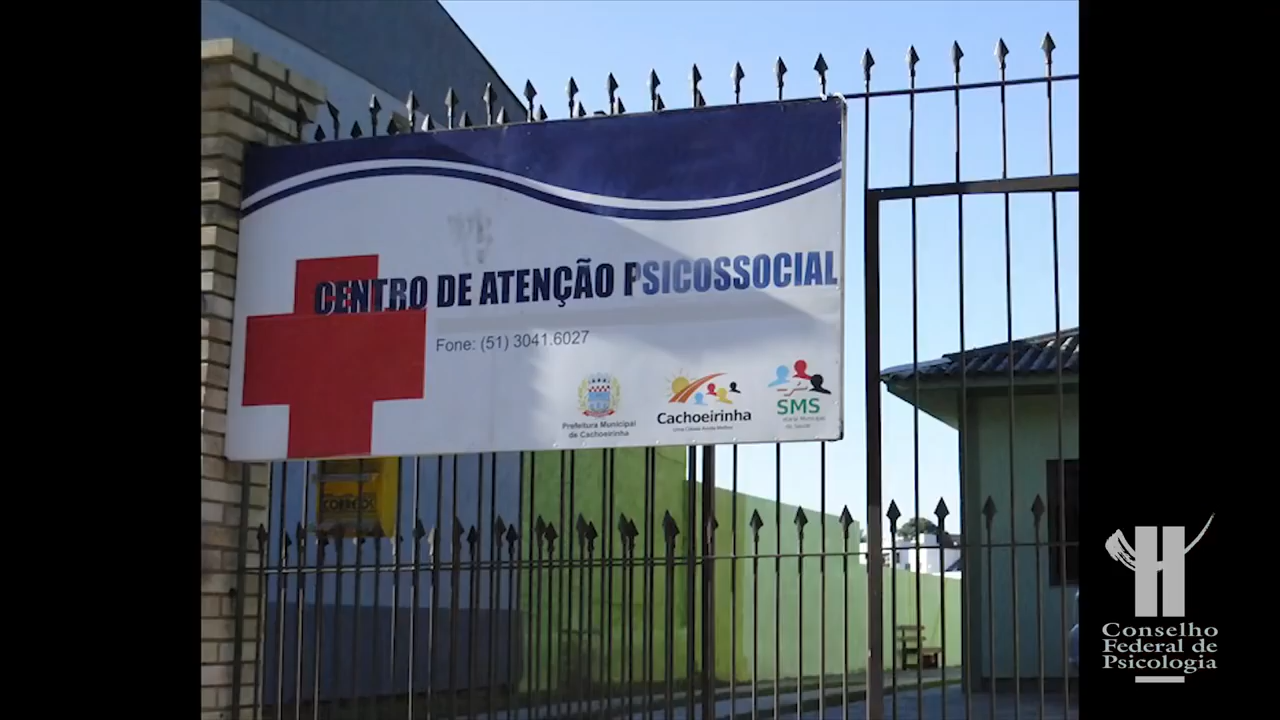 CENTRO DE ATENÇÃO PSICOSSOCIAL
Fone: (51) 3041.6027
Prefeitura Municipal
de Cachoeirinha
Cachoeirinha
SMS
CORREIOS
Conselho
Federal de
Psicologia